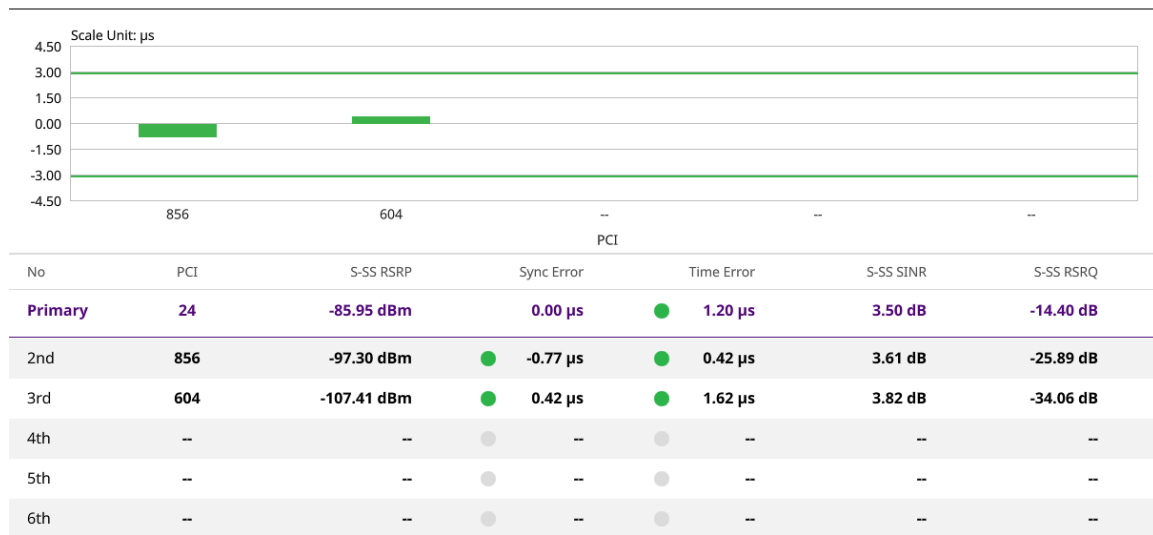 Scale Unit: µs
4.50
3.00
1.50
0.00
-1.50
-3.00
-4.50
856 604 -- -- --
PCI
No PCI S-SS RSRP Sync Error Time Error S-SS SINR S-SS RSRQ
Primary 24 -85.95 dBm 0.00 µs 1.20 µs 3.50 dB -14.40 dB
2nd 856 -97.30 dBm -0.77 µs 0.42 µs 3.61 dB -25.89 dB
3rd 604 -107.41 dBm 0.42 µs 1.62 µs 3.82 dB -34.06 dB
4th -- -- -- -- -- --
5th -- -- -- -- -- --
6th -- -- -- -- -- --